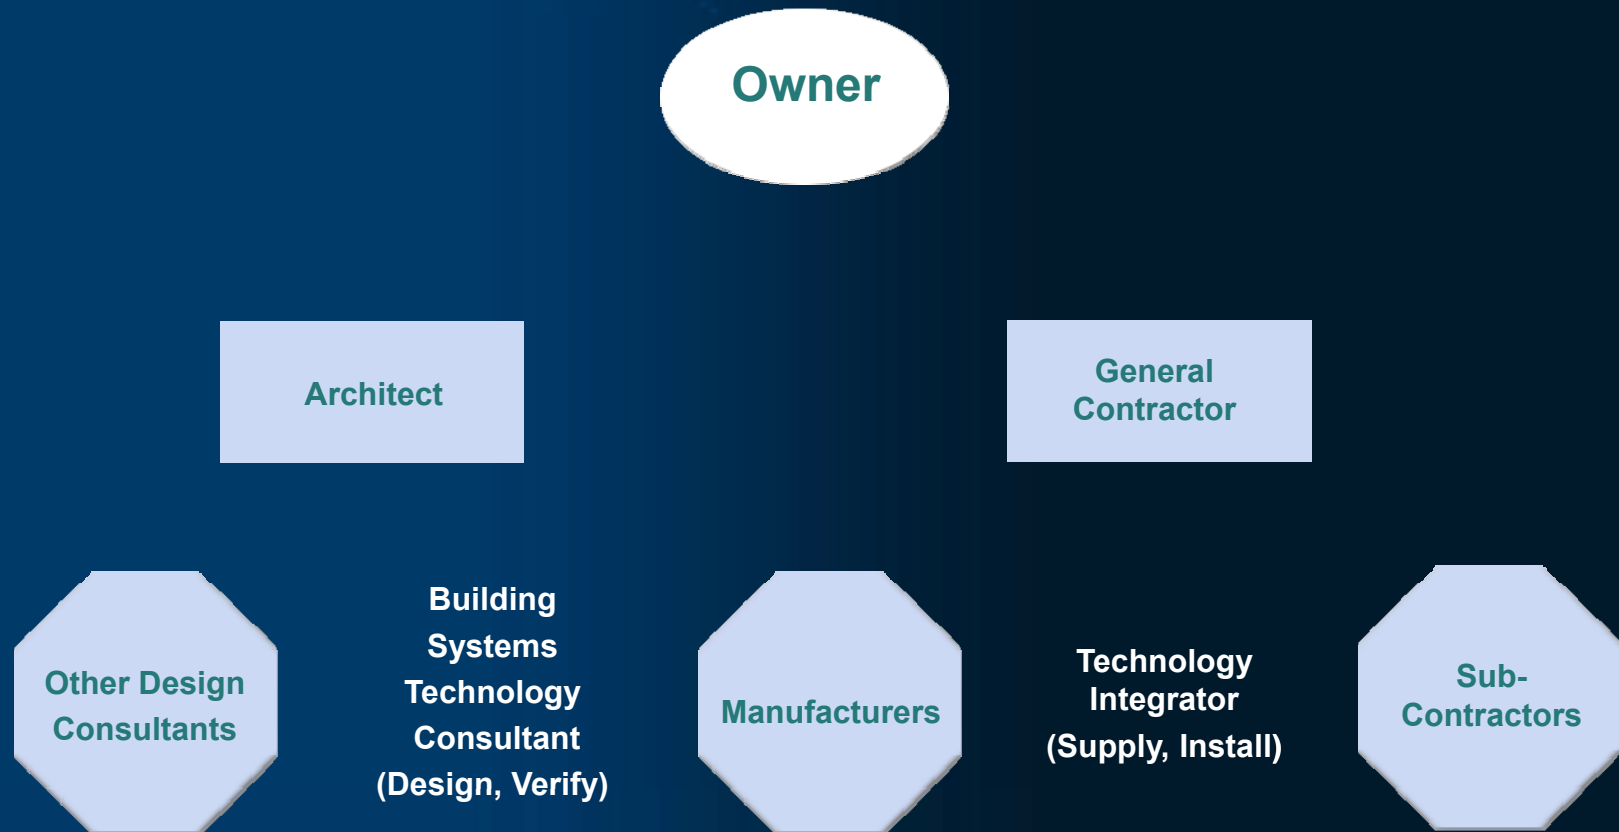 Owner
Architect
General
Contractor
Other Design
Consultants
Building
Systems
Technology
Consultant
(Design, Verify)
Manufacturers
Technology
Integrator
(Supply, Install)
Sub-
Contractors